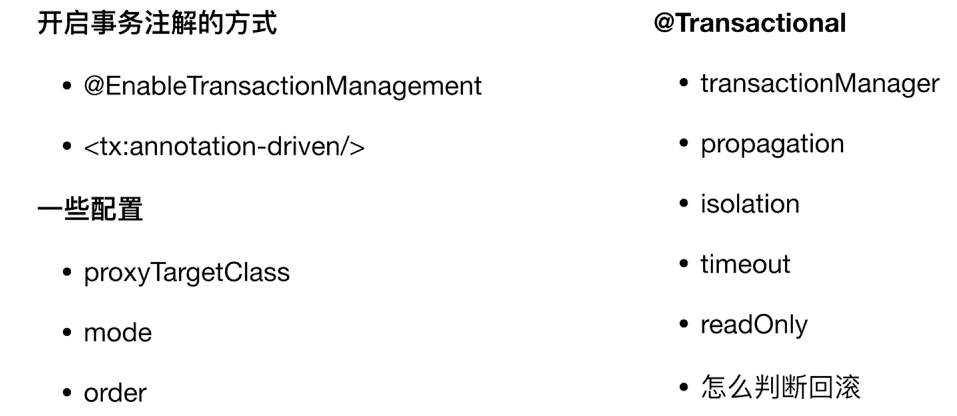 开启事务注解的方式
• @EnableTransactionManagement
• <tx:annotation-driven/>
一些配置
• proxyTargetClass
• mode
• order
@Transactional
• transactionManager
• propagation
• isolation
• timeout
• readOnly
• 怎么判断回滚